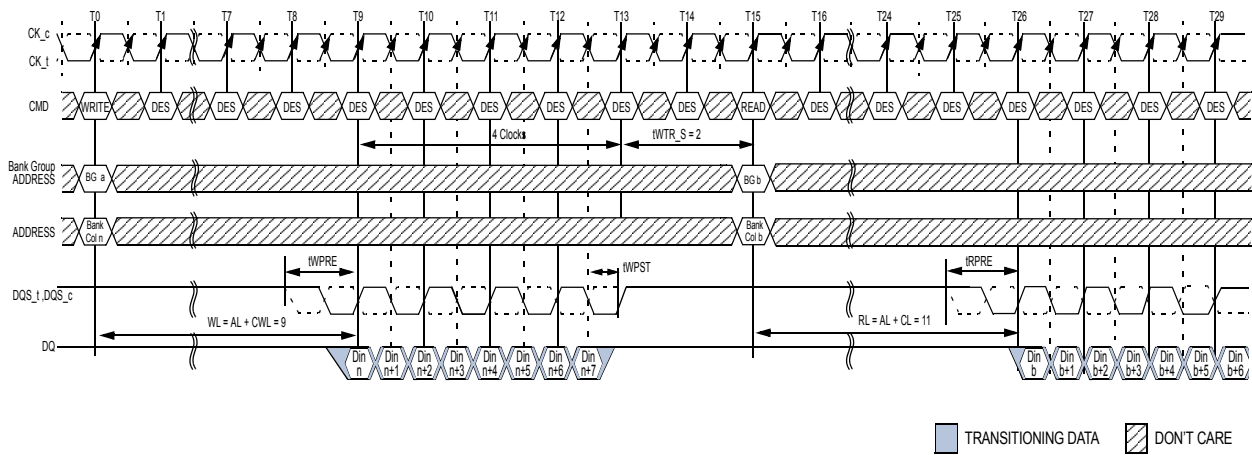 T0 T1 T7 T8 T9 T10 T11 T12 T13 T14 T15 T16 T24 T25 T26 T27 T28 T29
CK_c
CK_t
CMD WRITE DES DES DES DES DES DES DES DES DES READ DES DES DES DES DES DES DES
4 Clocks tWTR_S = 2
Bank Group
ADDRESS BG a BG b
ADDRESS Bank
Col n Bank
Col b
tWPRE tWPST tRPRE
DQS_t ,DQS_c
WL = AL + CWL = 9 RL = AL + CL = 11
DQ
Din
n Din
n+1 Din
n+2 Din
n+3 Din
n+4 Din
n+5 Din
n+6 Din
n+7 Din
b Din
b+1 Din
b+2 Din
b+3 Din
b+4 Din
b+5 Din
b+6
TRANSITIONING DATA DON'T CARE